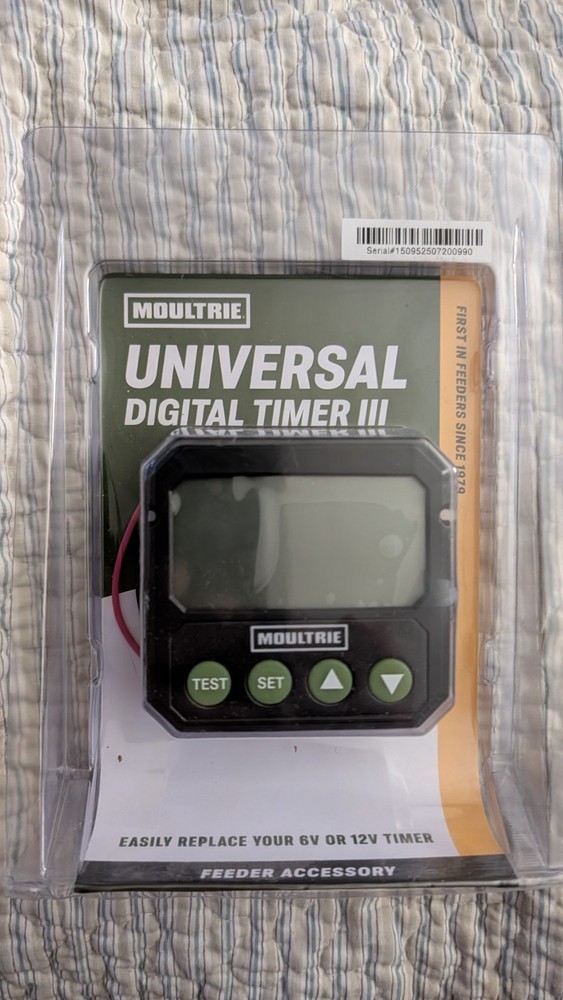 Serial#150952507200990
MOULTRIE
UNIVERSAL
DIGITAL TIMER III
FIRST IN FEEDERS SINCE 1979
MOULTRIE
TEST SET
EASILY REPLACE YOUR 6V OR 12V TIMER
FEEDER ACCESSORY